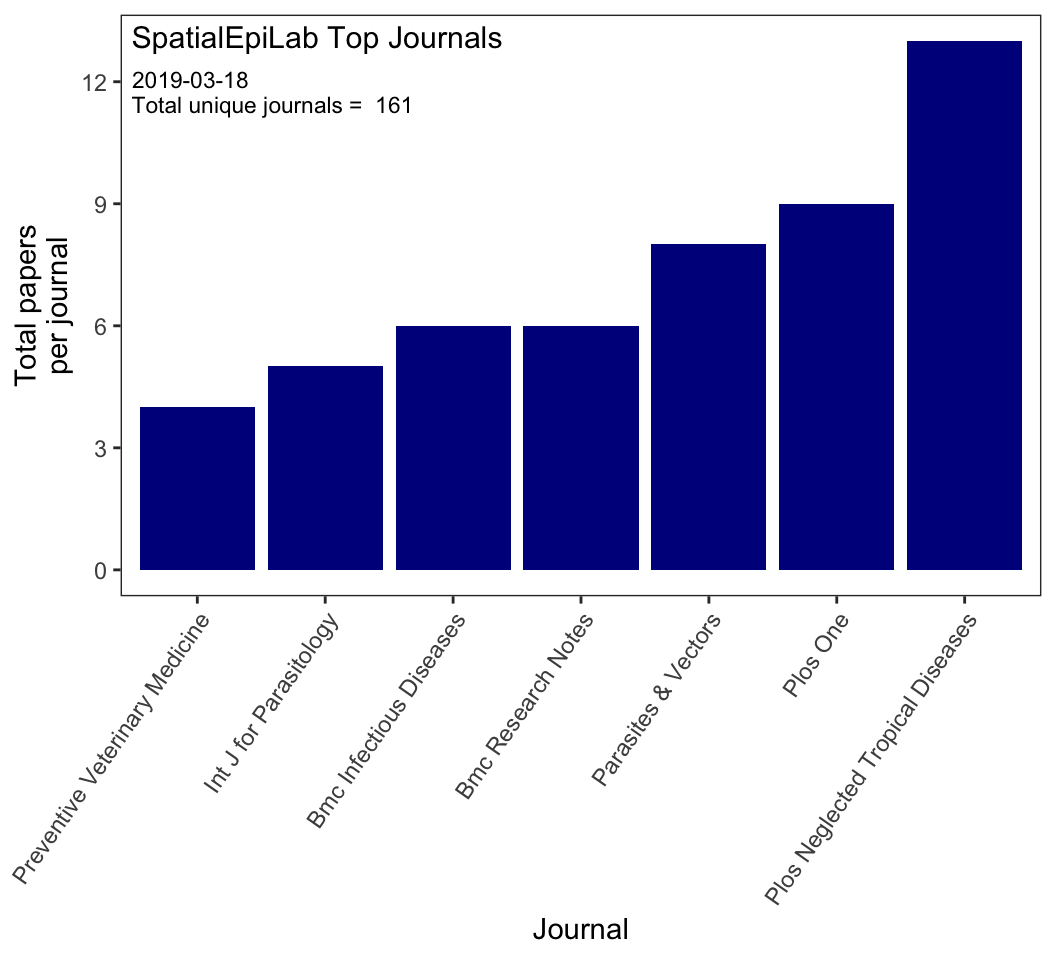 SpatialEpiLab Top Journals
2019-03-18
Total unique journals =  161
Total papers
per journal
12
9
6
3
0
Preventive Veterinary Medicine
Int J for Parasitology
Bmc Infectious Diseases
Bmc Research Notes
Parasites & Vectors
Plos One
Plos Neglected Tropical Diseases
Journal